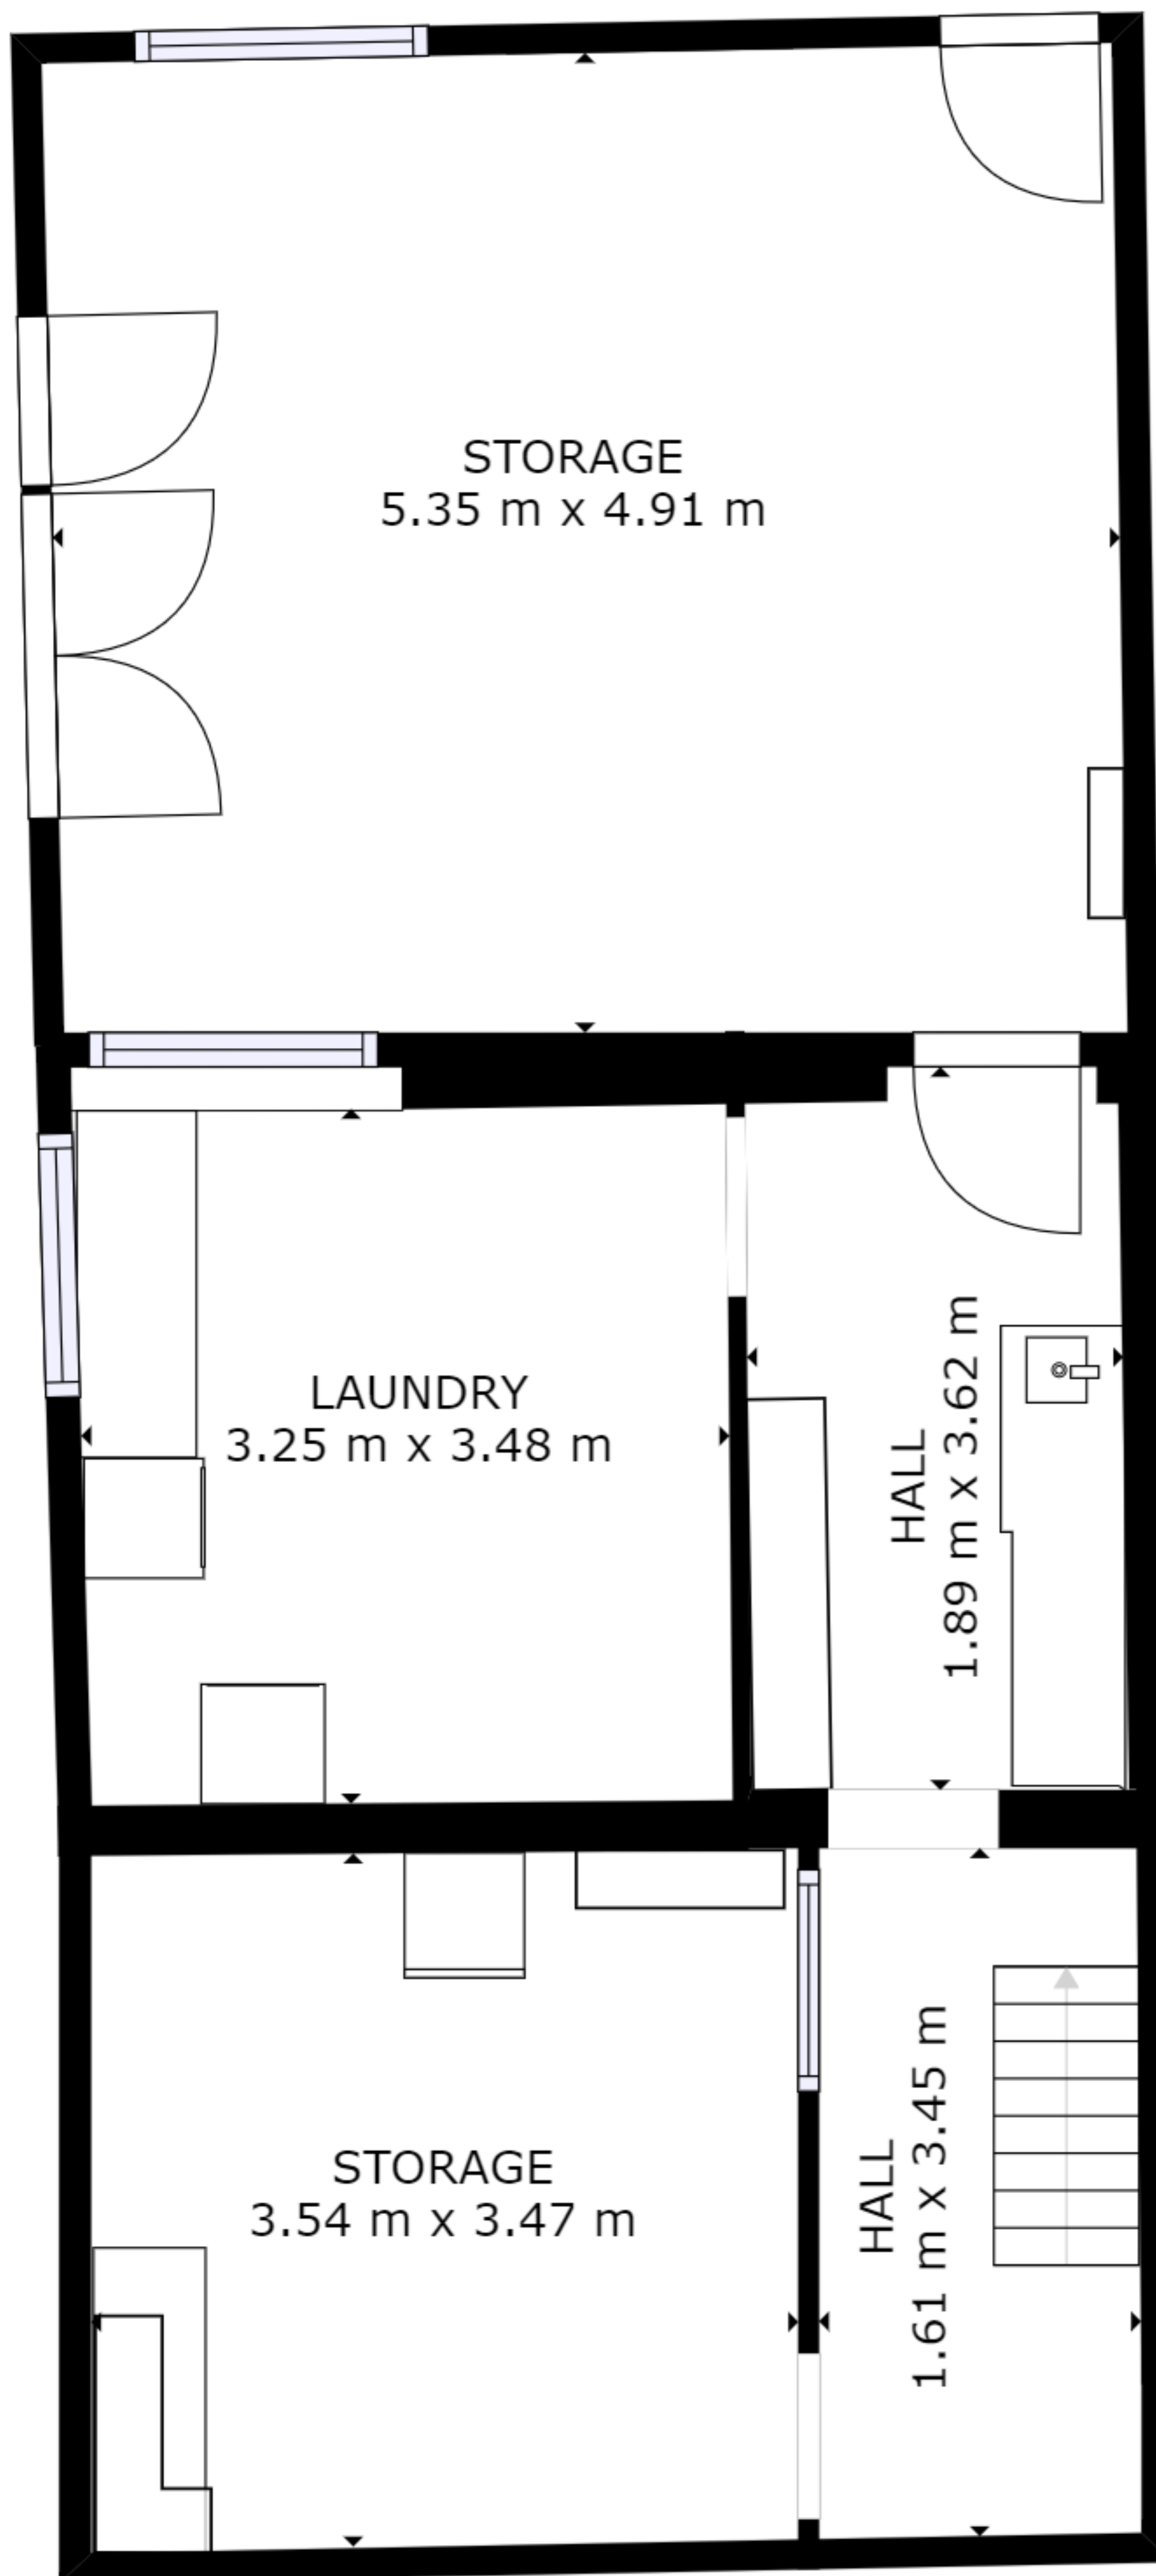 STORAGE
5.35 m x 4.91 m
LAUNDRY
3.25 m x 3.48 m
HALL
1.89 m x 3.62 m
STORAGE
3.54 m x 3.47 m
HALL
1.61 m x 3.45 m